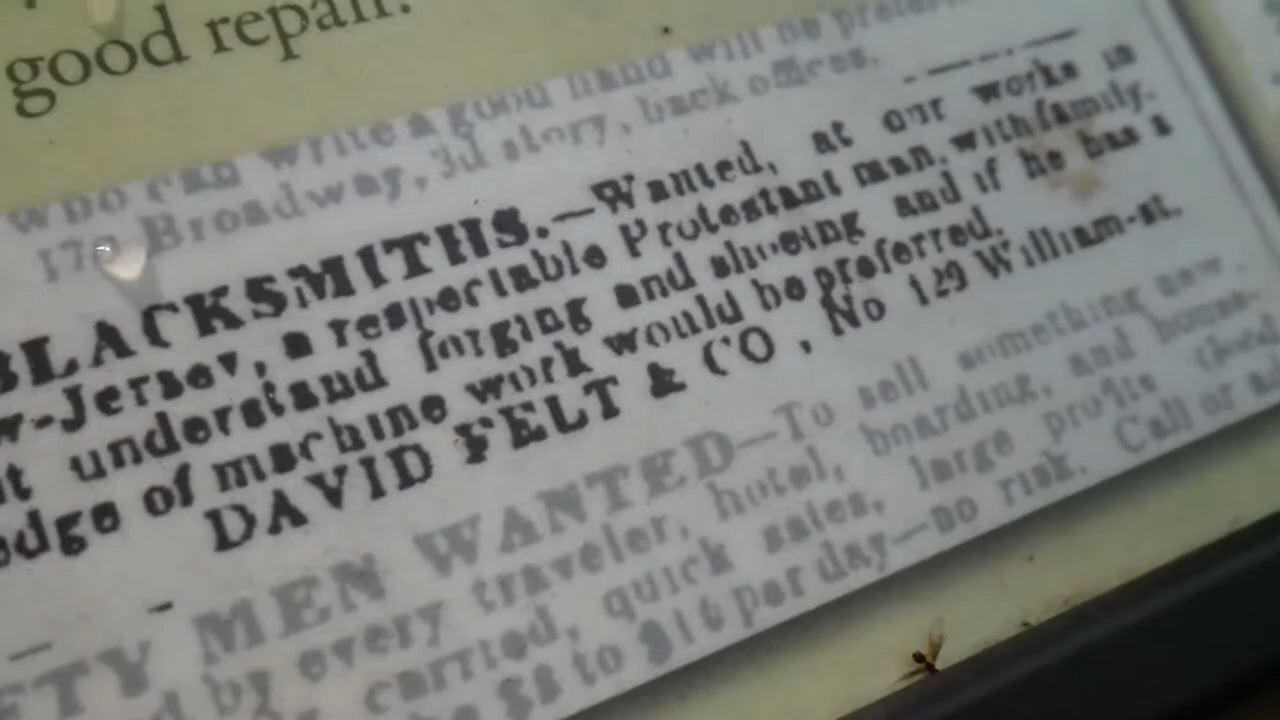 good repair.
who can write a good hand will be
Broadway, 3d story, back offices.
BLACKSMITHS.—Wanted, at our works in
w-Jersey, a respectable Protestant man, with family,
understand forging and shoeing and if he has a
edge of machine work would be preferred.
DAVID FELT & CO, No 129 William-st.
FTY MEN WANTED—To sell something new
by every traveler, hotel, boarding, and house-
carried, quick sales, large profits
$8 to $16 per day—no risk. Call or